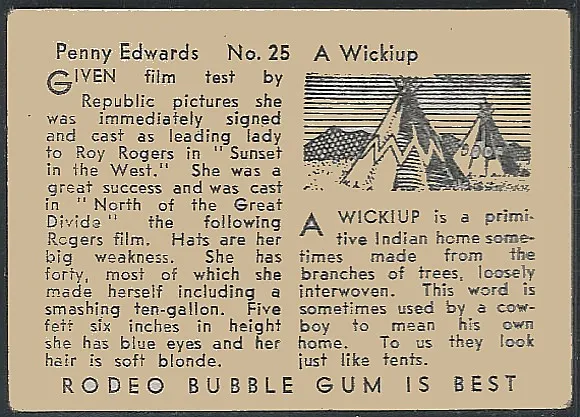 Penny Edwards No. 25 A Wickiup
GIVEN film test by
Republic pictures she
was immediately signed
and cast as leading lady
to Roy Rogers in "Sunset
in the West." She was a
great success and was cast
in "North of the Great
Divide" the following
Rogers film. Hats are her
big weakness. She has
forty, most of which she
made herself including a
smashing ten-gallon. Five
fett six inches in height
she has blue eyes and her
hair is soft blonde.
A WICKIUP is a primi-
tive Indian home some-
times made from the
branches of trees, loosely
interwoven. This word is
sometimes used by a cow-
boy to mean his own
home. To us they look
just like tents.
RODEO BUBBLE GUM IS BEST